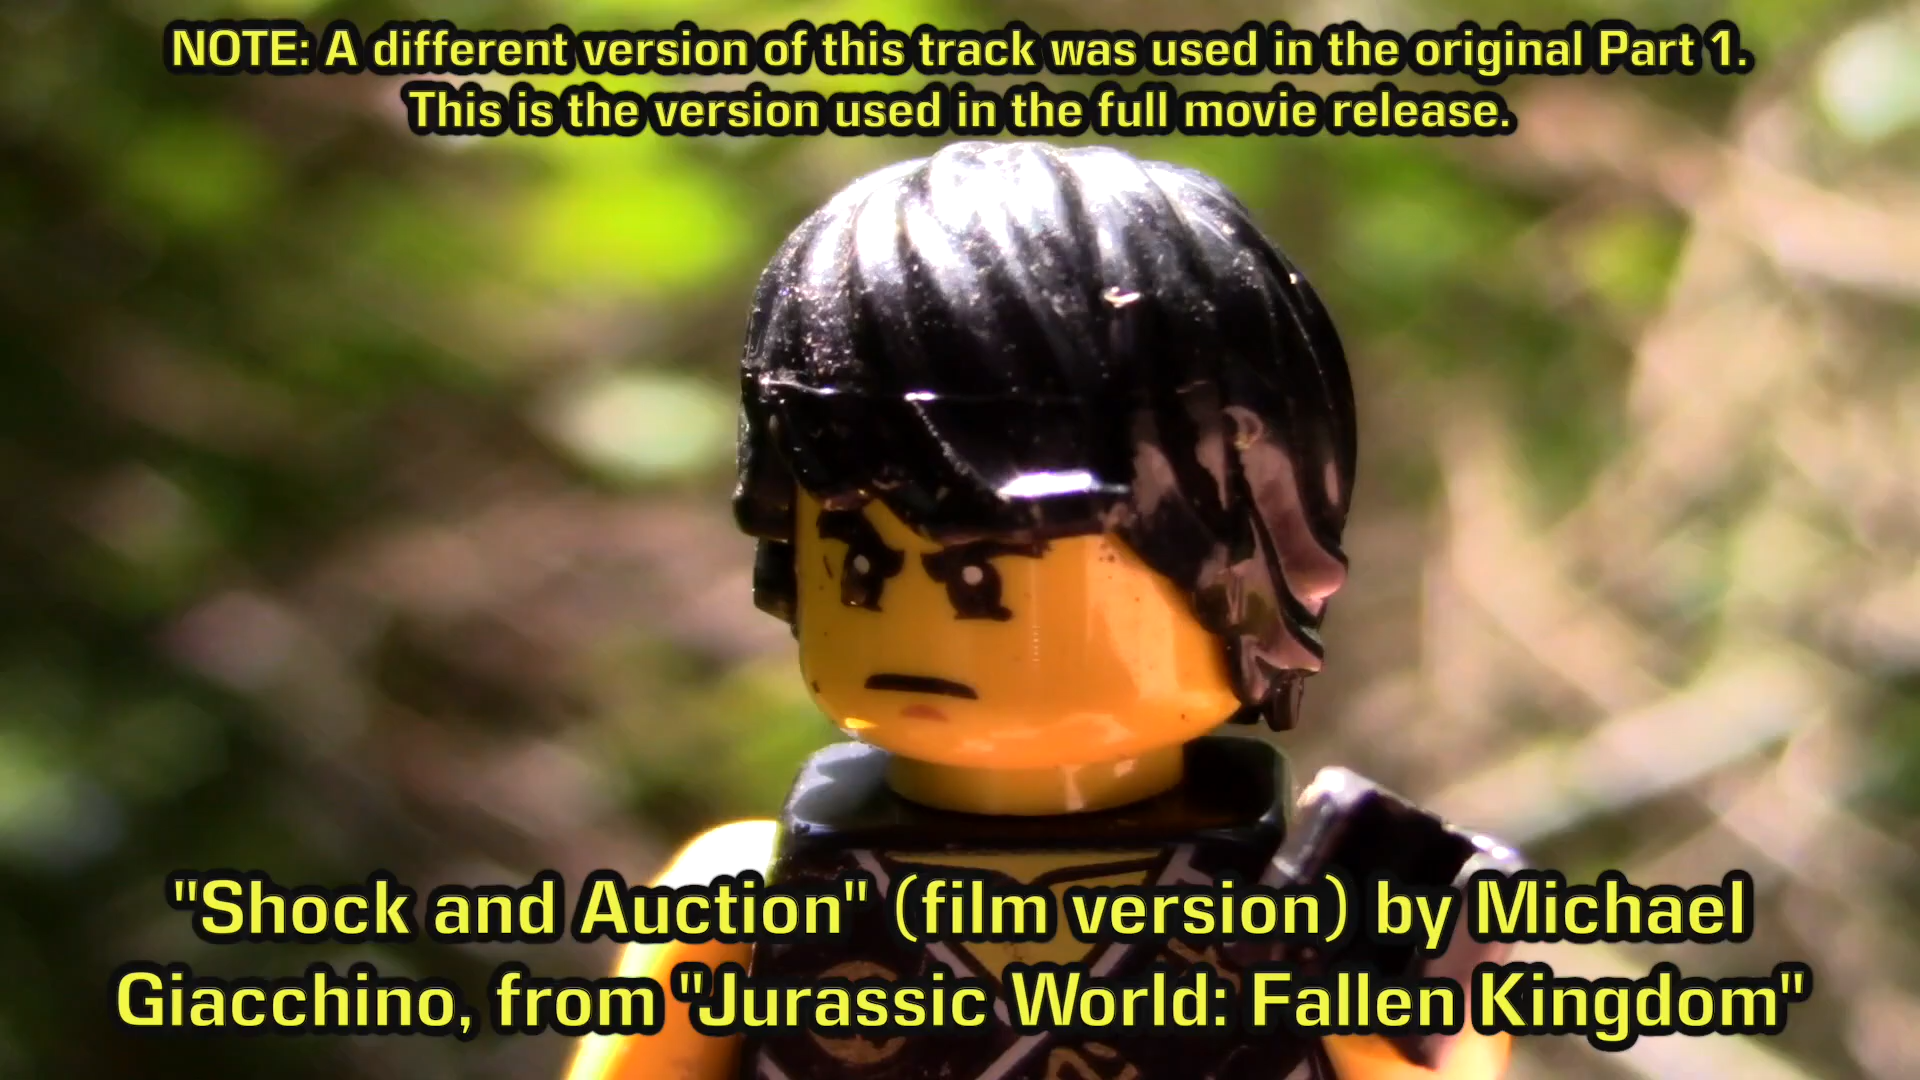 NOTE: A different version of this track was used in the original Part 1.
This is the version used in the full movie release.
"Shock and Auction" (film version) by Michael
Giacchino, from "Jurassic World: Fallen Kingdom"